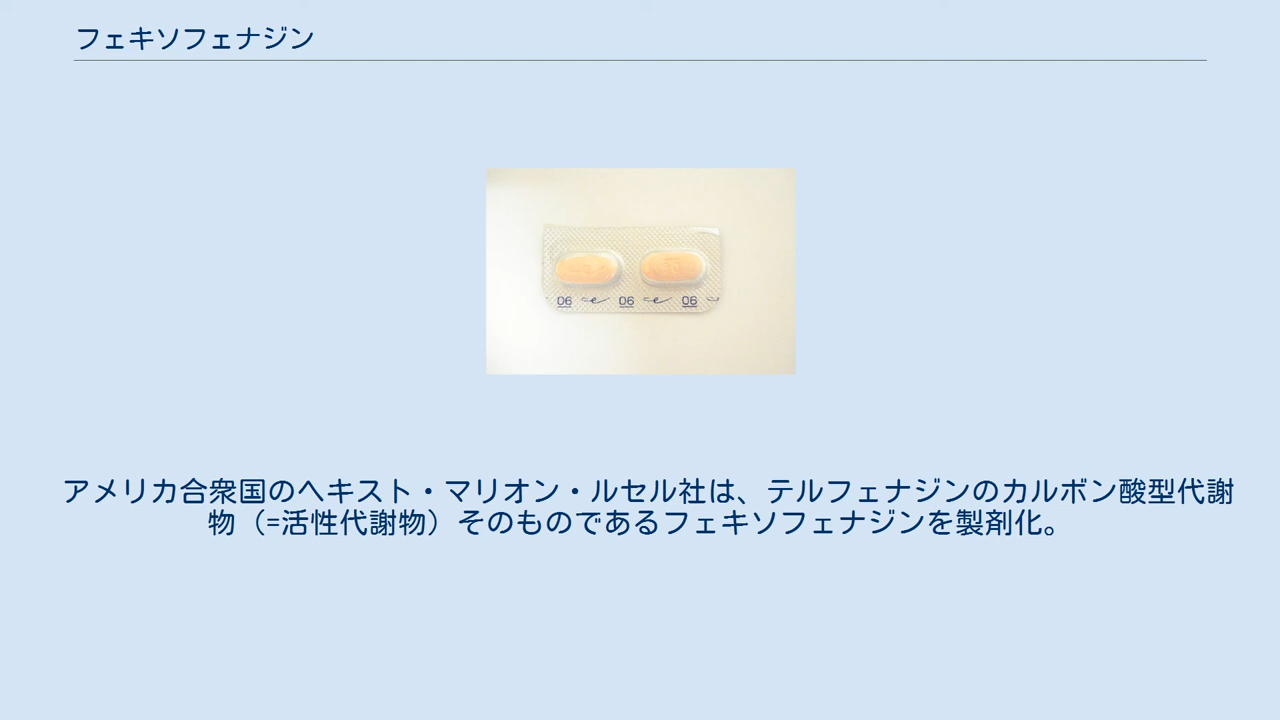 フェキソフェナジン
06 e 06 e 06
アメリカ合衆国のヘキスト・マリオン・ルセル社は、テルフェナジンのカルボン酸型代謝
物（=活性代謝物）そのものであるフェキソフェナジンを製剤化。